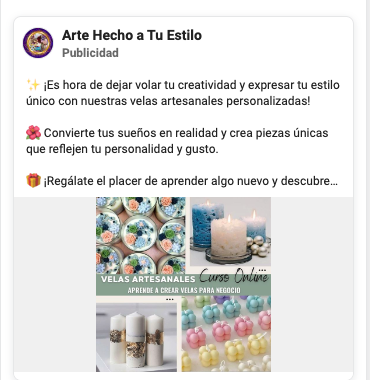 Arte Hecho a Tu Estilo
Publicidad
✨ ¡Es hora de dejar volar tu creatividad y expresar tu estilo
único con nuestras velas artesanales personalizadas!
🌺 Convierte tus sueños en realidad y crea piezas únicas
que reflejen tu personalidad y gusto.
🎁 ¡Regálate el placer de aprender algo nuevo y descubre...
VELAS ARTESANALES Curso Online
APRENDE A CREAR VELAS PARA NEGOCIO